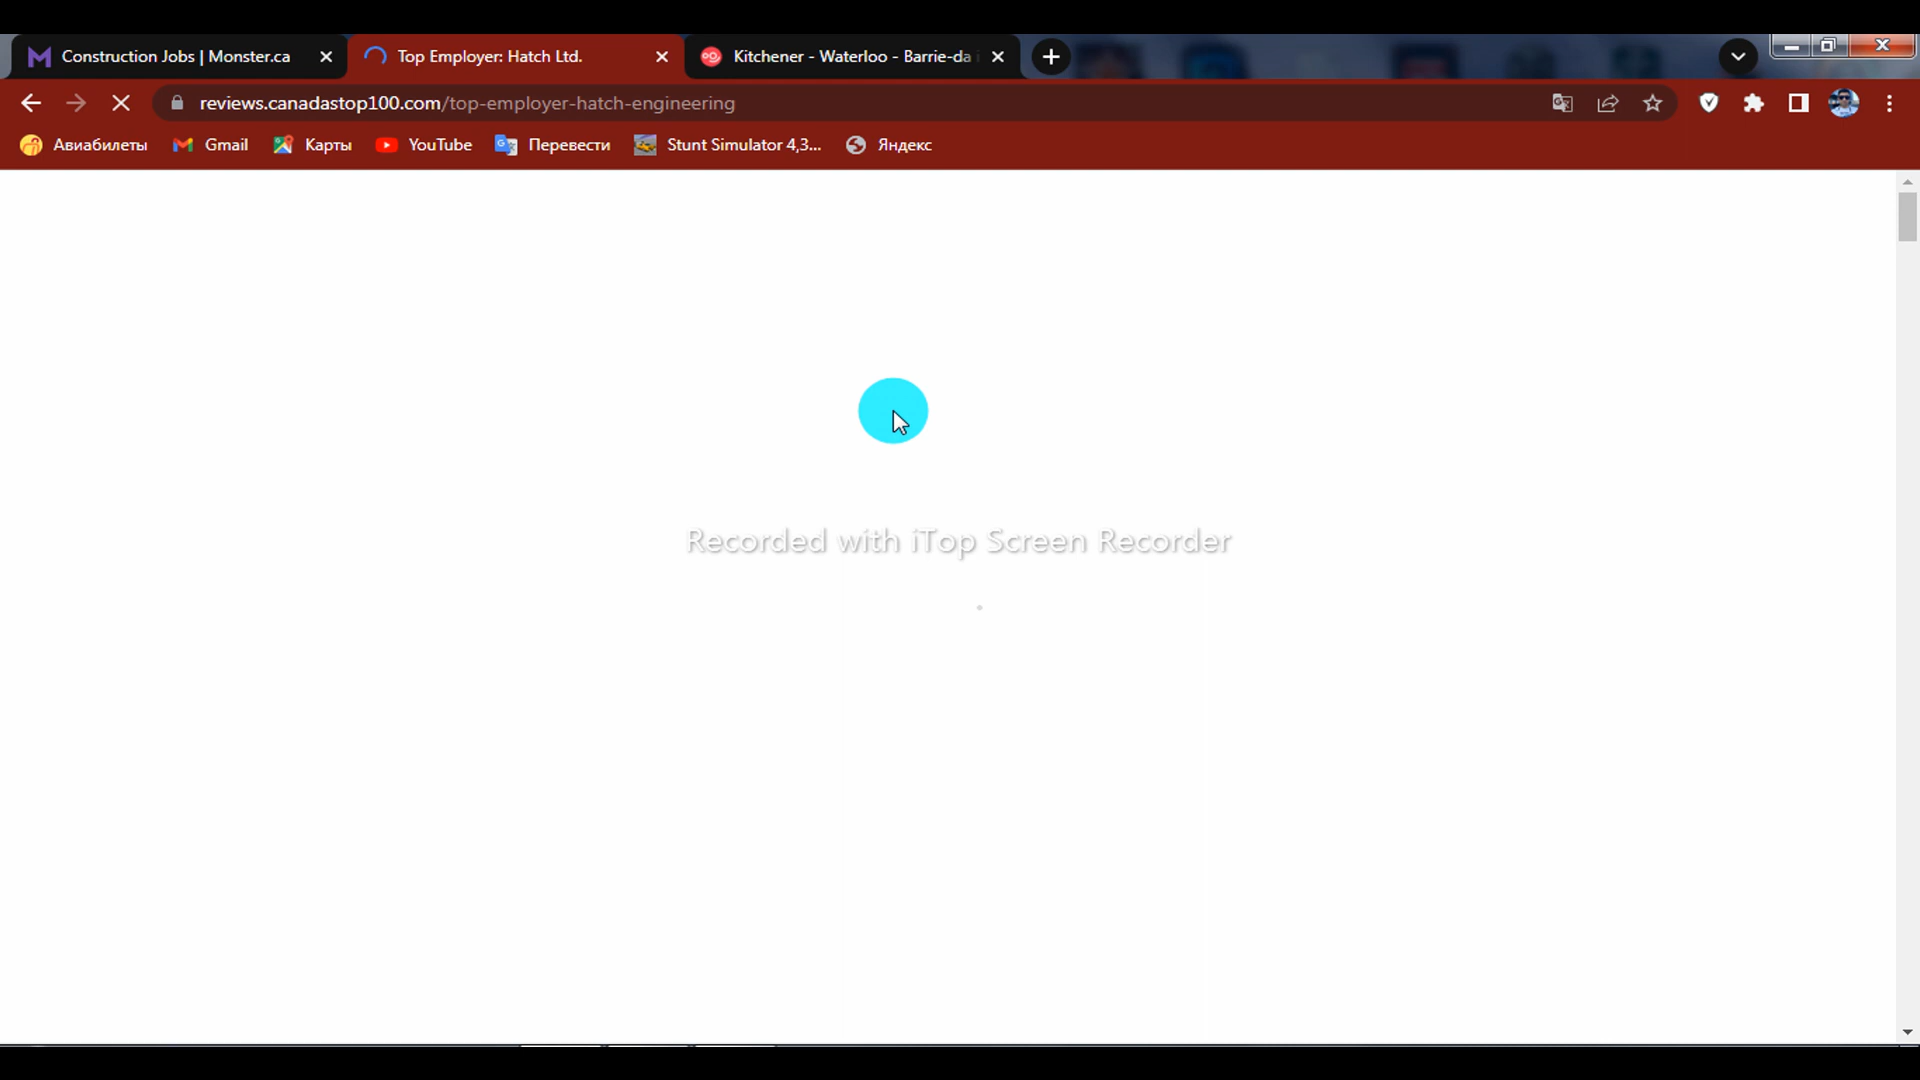 Construction Jobs | Monster.ca
Top Employer: Hatch Ltd.
Kitchener - Waterloo - Barrie-da i
reviews.canadastop100.com/top-employer-hatch-engineering
Авиабилеты
Gmail
Карты
YouTube
Перевести
Stunt Simulator 4,3...
Яндекс
Recorded with iTop Screen Recorder